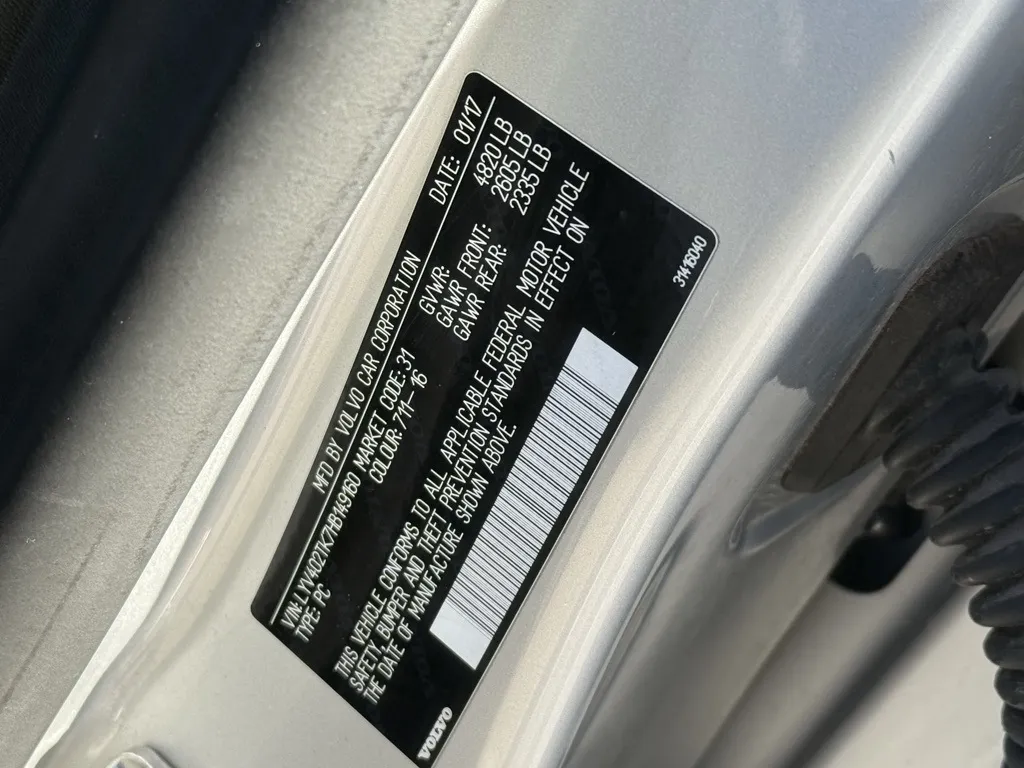 MFD BY VOLVO CAR CORPORATION DATE: 01/17
VIN: LYV402TK7HB149160 MARKET CODE: 31 GVWR: 4820 LB
TYPE: PC COLOUR: 711-16 GAWR FRONT: 2605 LB
GAWR REAR: 2335 LB
THIS VEHICLE CONFORMS TO ALL APPLICABLE FEDERAL MOTOR VEHICLE
SAFETY, BUMPER AND THEFT PREVENTION STANDARDS IN EFFECT ON
THE DATE OF MANUFACTURE SHOWN ABOVE.
VOLVO 31416040